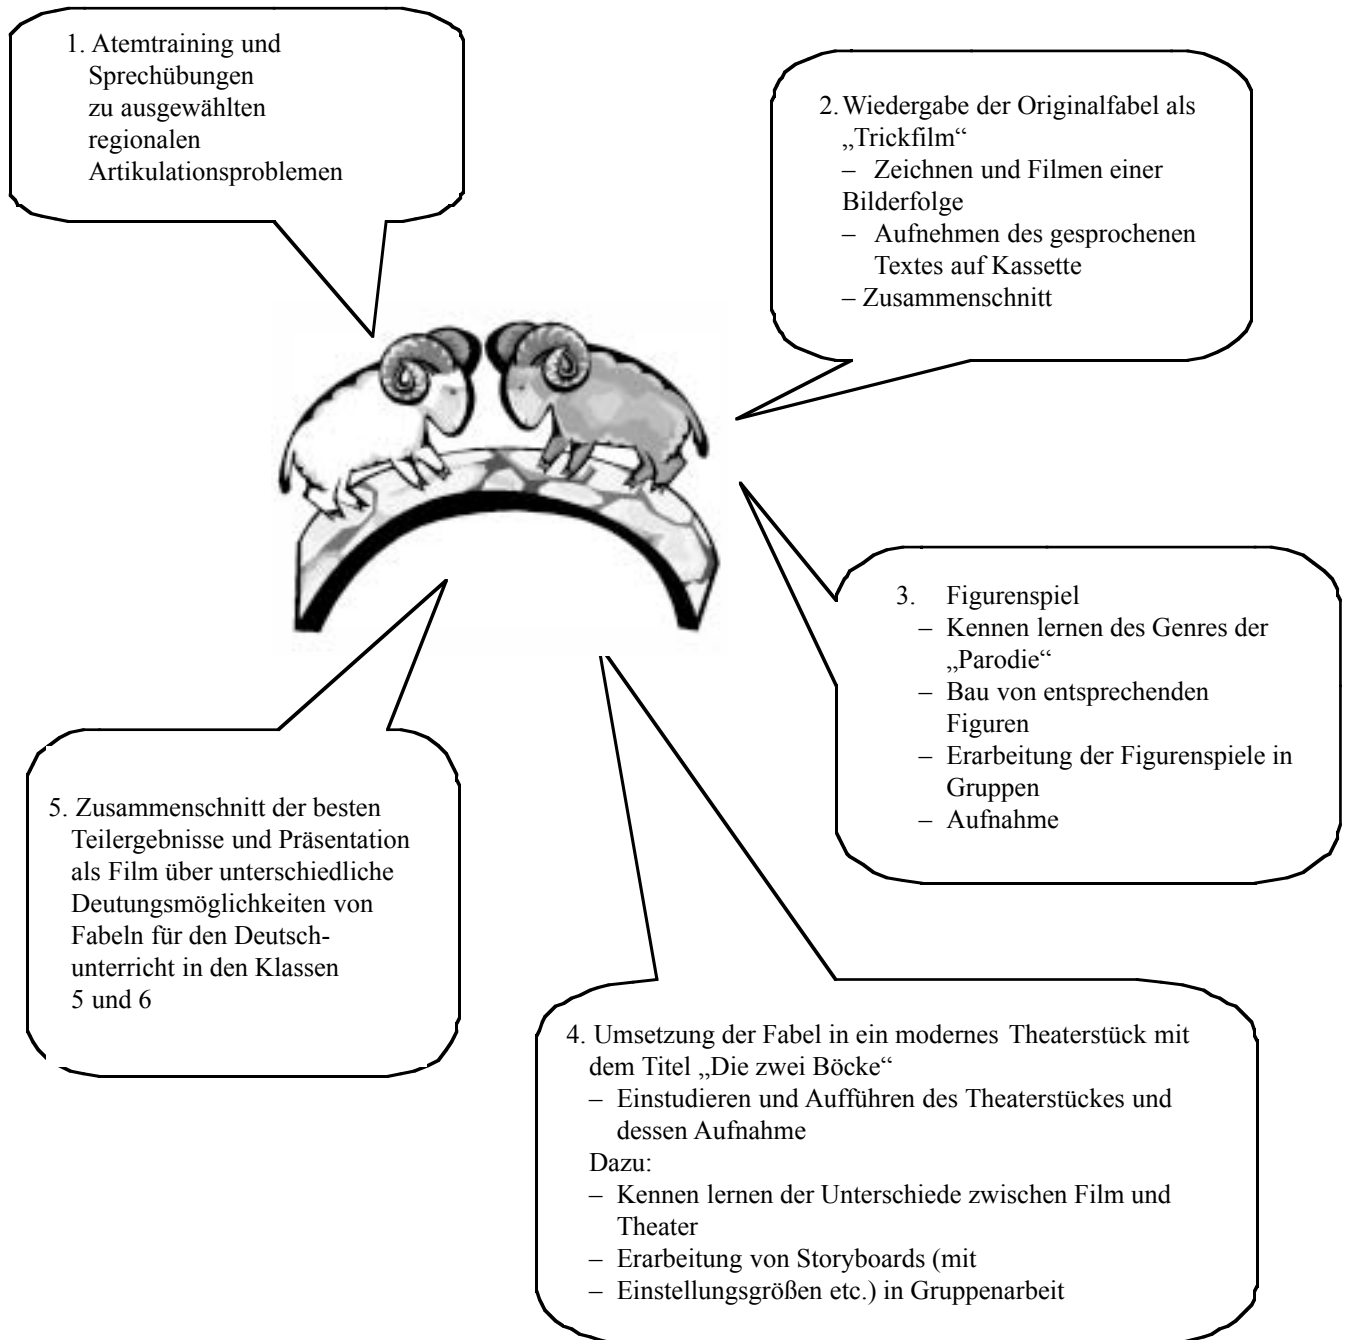 1. Atemtraining und
Sprechübungen
zu ausgewählten
regionalen
Artikulationsproblemen
2. Wiedergabe der Originalfabel als
„Trickfilm“
– Zeichnen und Filmen einer
Bilderfolge
– Aufnehmen des gesprochenen
Textes auf Kassette
– Zusammenschnitt
3. Figurenspiel
– Kennen lernen des Genres der
„Parodie“
– Bau von entsprechenden
Figuren
– Erarbeitung der Figurenspiele in
Gruppen
– Aufnahme
4. Umsetzung der Fabel in ein modernes Theaterstück mit
dem Titel „Die zwei Böcke“
– Einstudieren und Aufführen des Theaterstückes und
dessen Aufnahme
Dazu:
– Kennen lernen der Unterschiede zwischen Film und
Theater
– Erarbeitung von Storyboards (mit
– Einstellungsgrößen etc.) in Gruppenarbeit
5. Zusammenschnitt der besten
Teilergebnisse und Präsentation
als Film über unterschiedliche
Deutungsmöglichkeiten von
Fabeln für den Deutsch-
unterricht in den Klassen
5 und 6